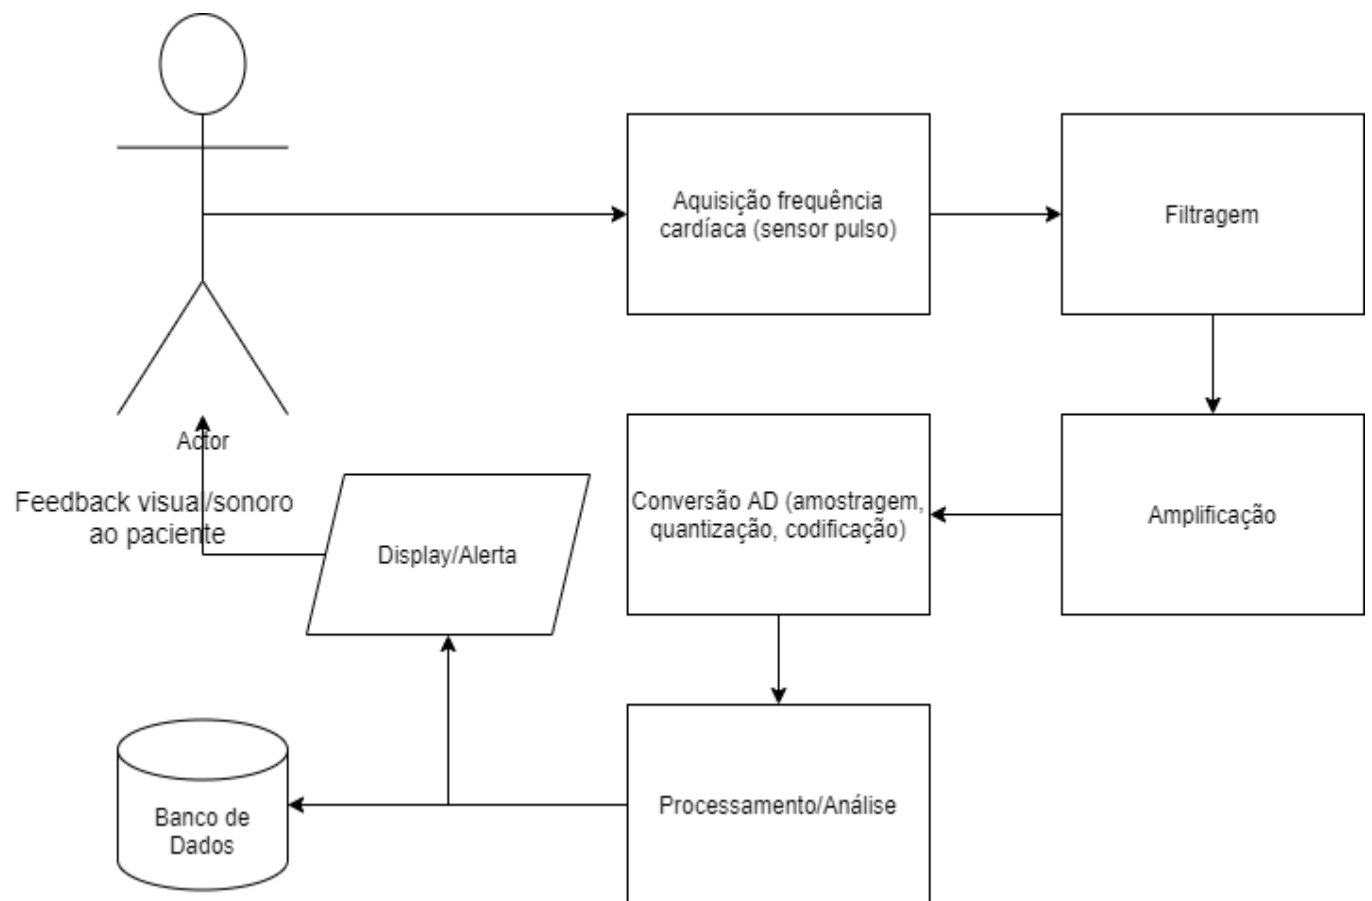 Aquisição frequência
cardíaca (sensor pulso)
Filtragem
Actor
Feedback visual/sonoro
ao paciente
Display/Alerta
Conversão AD (amostragem,
quantização, codificação)
Amplificação
Banco de
Dados
Processamento/Análise